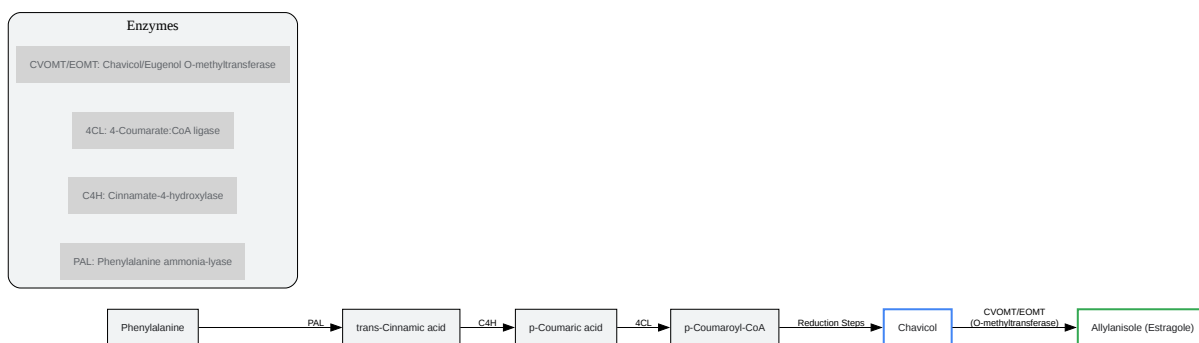 Enzymes
CVOMT/EOMT: Chavicol/Eugenol O-methyltransferase
4CL: 4-Coumarate:CoA ligase
C4H: Cinnamate-4-hydroxylase
PAL: Phenylalanine ammonia-lyase
Phenylalanine
PAL
trans-Cinnamic acid
C4H
p-Coumaric acid
4CL
p-Coumaroyl-CoA
Reduction Steps
Chavicol
CVOMT/EOMT
(O-methyltransferase)
Allylanisole (Estragole)